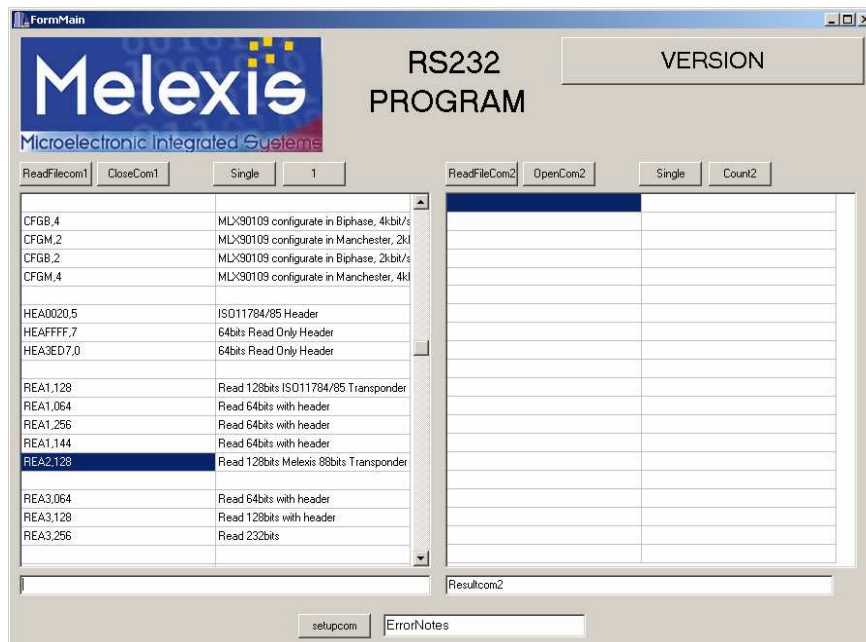 FormMain
Melexis
Microelectronic Integrated Systems
RS232
PROGRAM
VERSION
ReadFilecom1 CloseCom1 Single 1
ReadFileCom2 OpenCom2 Single Count2
CFGB,4 MLX90109 configurate in Biphase, 4kbit/s
CFGM,2 MLX90109 configurate in Manchester, 2kl
CFGB,2 MLX90109 configurate in Biphase, 2kbit/s
CFGM,4 MLX90109 configurate in Manchester, 4kl
HEA0020,5 ISO11784/85 Header
HEAFFFF,7 64bits Read Only Header
HEA3ED7,0 64bits Read Only Header
REA1,128 Read 128bits ISO11784/85 Transponder
REA1,064 Read 64bits with header
REA1,256 Read 64bits with header
REA1,144 Read 64bits with header
REA2,128 Read 128bits Melexis 88bits Transponder
REA3,064 Read 64bits with header
REA3,128 Read 128bits with header
REA3,256 Read 232bits
Resultcom2
setupcom ErrorNotes